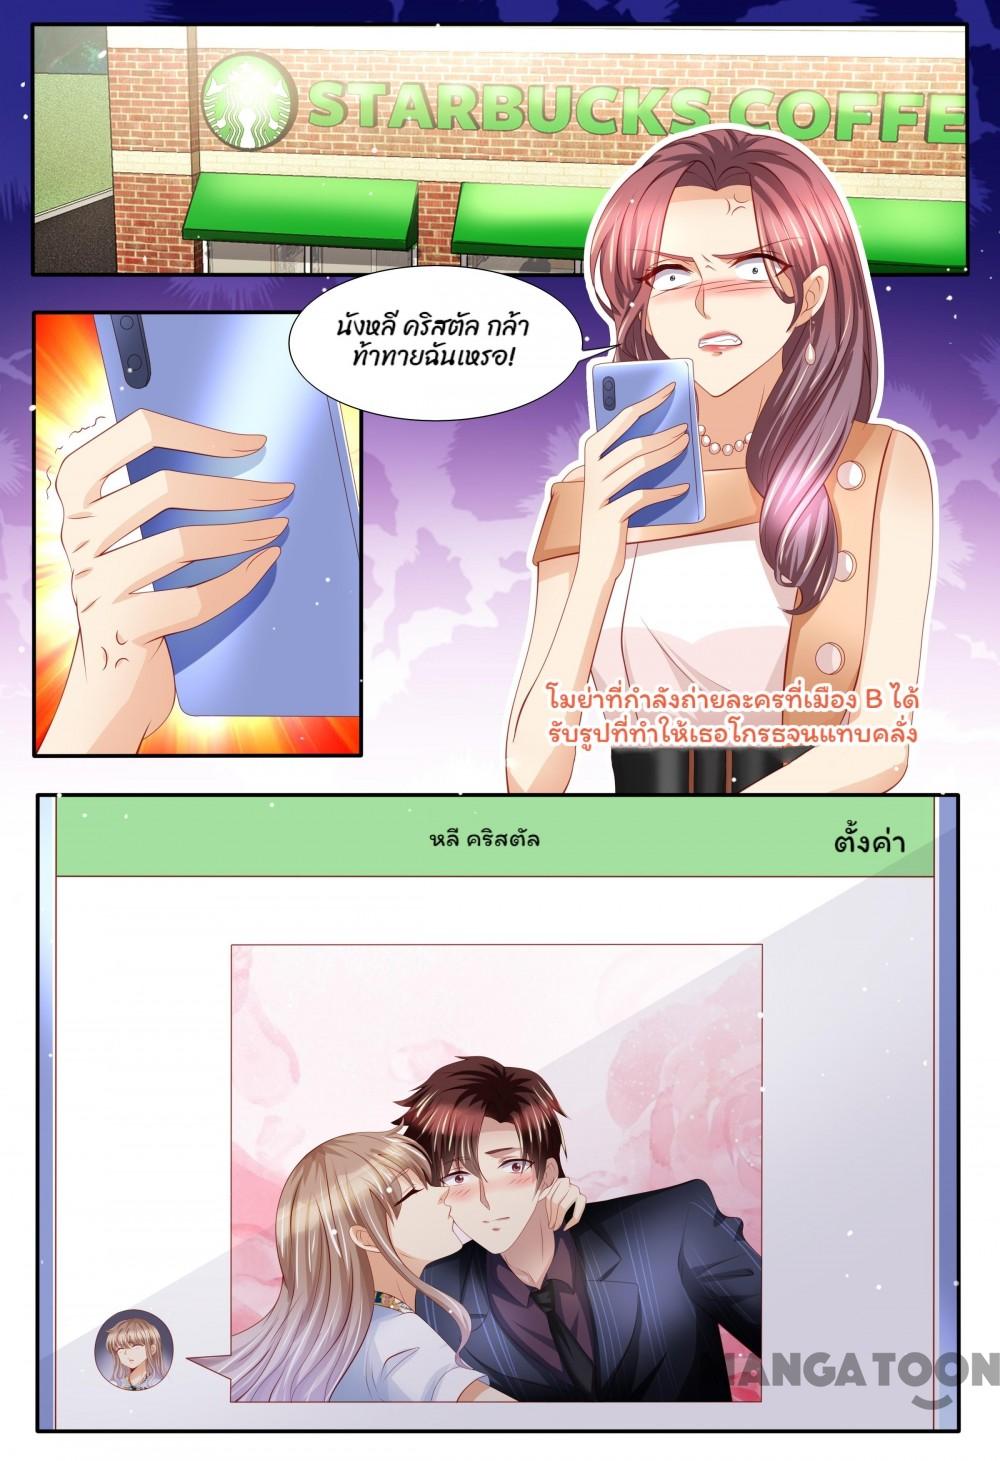 STARBUCKS COFFE
นังหลี คริสตัล กล้า
ท้าทายฉันเหรอ!
โมย่าที่กำลังถ่ายละครที่เมือง B ได้
รับรูปที่ทำให้เธอโกรธจนแทบคลั่ง
หลี คริสตัล
ตั้งค่า
MANGATOON